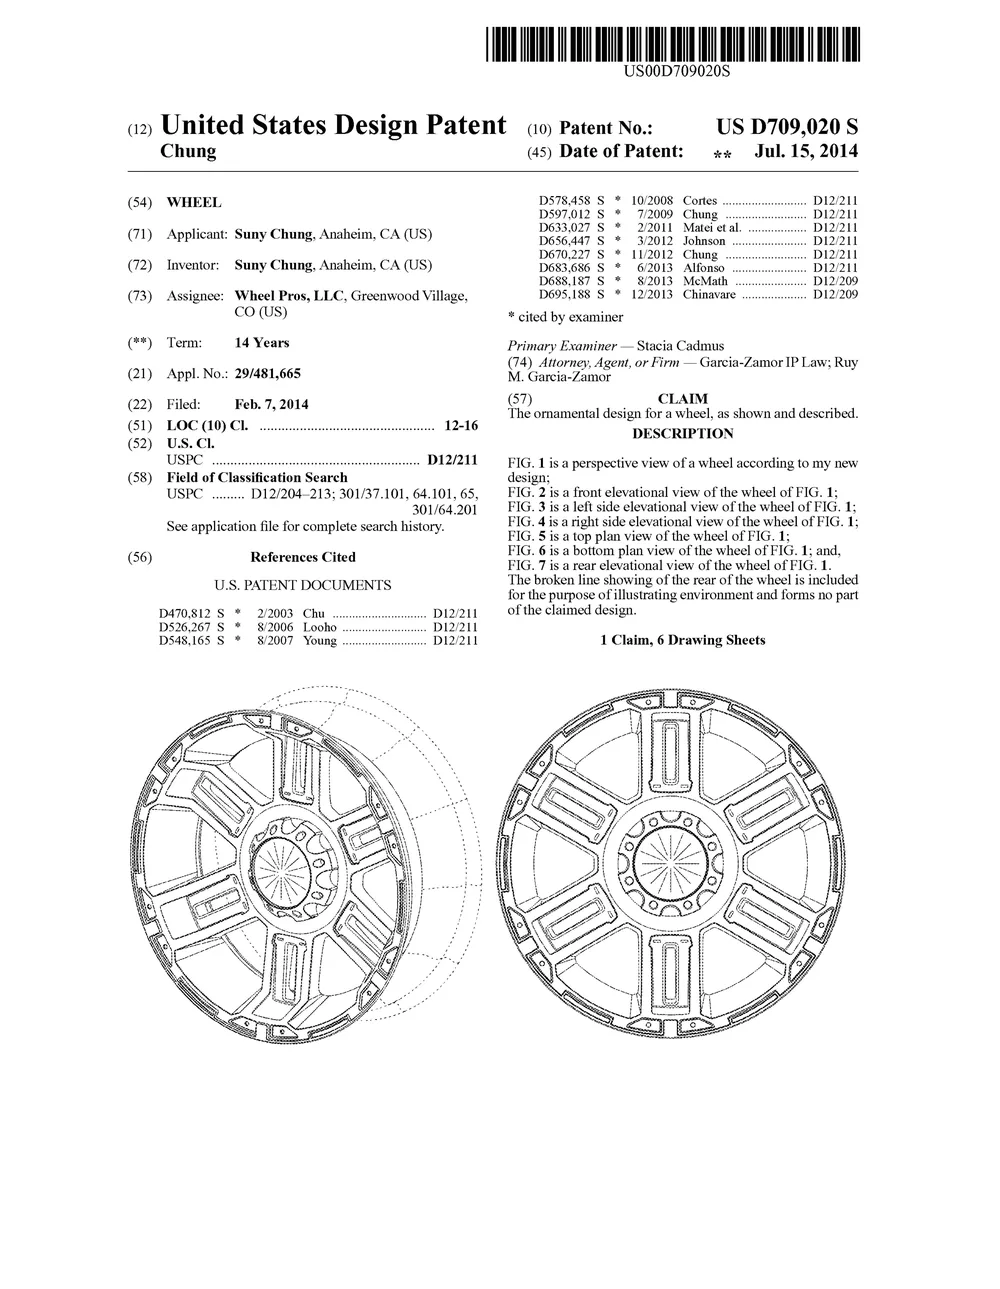 US00D709020S
(12) United States Design Patent
Chung
(10) Patent No.: US D709,020 S
(45) Date of Patent: ** Jul. 15, 2014
(54) WHEEL
(71) Applicant: Suny Chung, Anaheim, CA (US)
(72) Inventor: Suny Chung, Anaheim, CA (US)
(73) Assignee: Wheel Pros, LLC, Greenwood Village,
CO (US)
(**) Term: 14 Years
(21) Appl. No.: 29/481,665
(22) Filed: Feb. 7, 2014
(51) LOC (10) Cl. ................................................ 12-16
(52) U.S. Cl.
USPC ......................................................... D12/211
(58) Field of Classification Search
USPC ......... D12/204–213; 301/37.101, 64.101, 65,
301/64.201
See application file for complete search history.
(56) References Cited
U.S. PATENT DOCUMENTS
D470,812 S * 2/2003 Chu ............................. D12/211
D526,267 S * 8/2006 Looho .......................... D12/211
D548,165 S * 8/2007 Young .......................... D12/211
D578,458 S * 10/2008 Cortes .......................... D12/211
D597,012 S * 7/2009 Chung ......................... D12/211
D633,027 S * 2/2011 Matei et al. .................. D12/211
D656,447 S * 3/2012 Johnson ....................... D12/211
D670,227 S * 11/2012 Chung ......................... D12/211
D683,686 S * 6/2013 Alfonso ....................... D12/211
D688,187 S * 8/2013 McMath ...................... D12/209
D695,188 S * 12/2013 Chinavare .................... D12/209
* cited by examiner
Primary Examiner — Stacia Cadmus
(74) Attorney, Agent, or Firm — Garcia-Zamor IP Law; Ruy
M. Garcia-Zamor
(57) CLAIM
The ornamental design for a wheel, as shown and described.
DESCRIPTION
FIG. 1 is a perspective view of a wheel according to my new
design;
FIG. 2 is a front elevational view of the wheel of FIG. 1;
FIG. 3 is a left side elevational view of the wheel of FIG. 1;
FIG. 4 is a right side elevational view of the wheel of FIG. 1;
FIG. 5 is a top plan view of the wheel of FIG. 1;
FIG. 6 is a bottom plan view of the wheel of FIG. 1; and,
FIG. 7 is a rear elevational view of the wheel of FIG. 1.
The broken line showing of the rear of the wheel is included
for the purpose of illustrating environment and forms no part
of the claimed design.
1 Claim, 6 Drawing Sheets